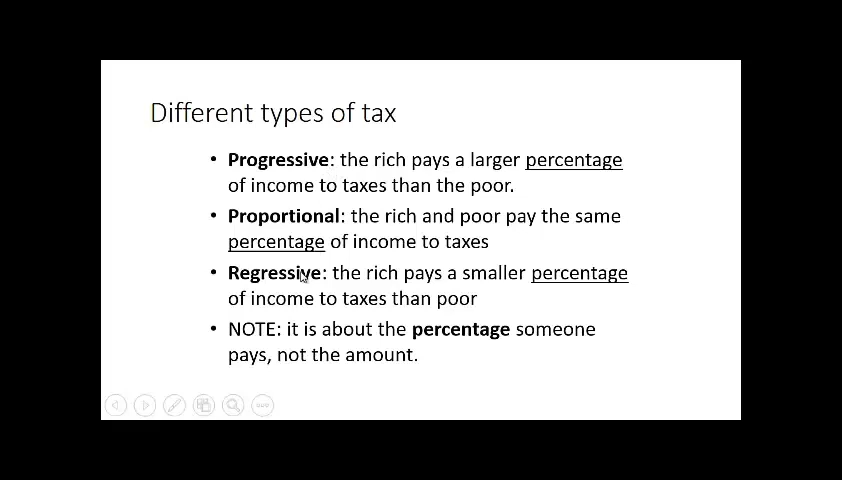 Different types of tax
• Progressive: the rich pays a larger percentage
of income to taxes than the poor.
• Proportional: the rich and poor pay the same
percentage of income to taxes
• Regressive: the rich pays a smaller percentage
of income to taxes than poor
• NOTE: it is about the percentage someone
pays, not the amount.